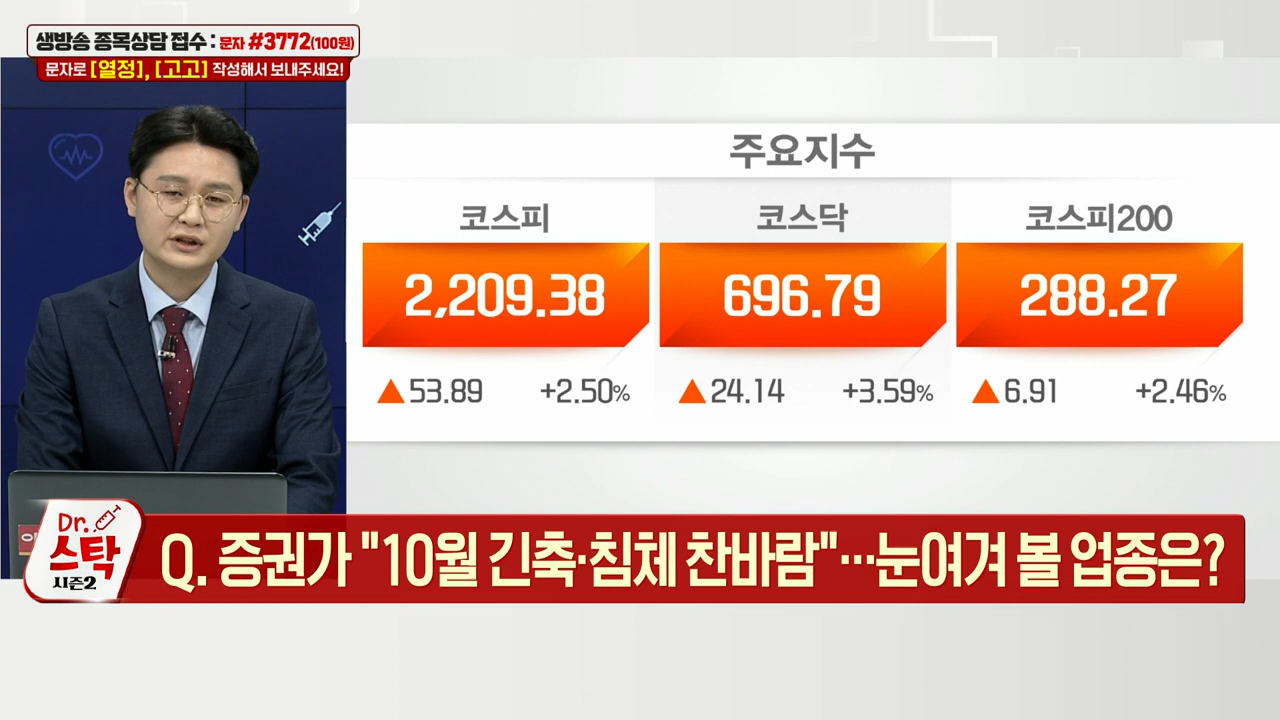 생방송 종목상담 접수 : 문자 #3772(100원)
문자로 [열정], [고고] 작성해서 보내주세요!
주요지수
코스피 코스닥 코스피200
2,209.38 696.79 288.27
▲53.89 +2.50% ▲24.14 +3.59% ▲6.91 +2.46%
Dr.
스탁
시즌2
Q. 증권가 "10월 긴축·침체 찬바람"…눈여겨 볼 업종은?